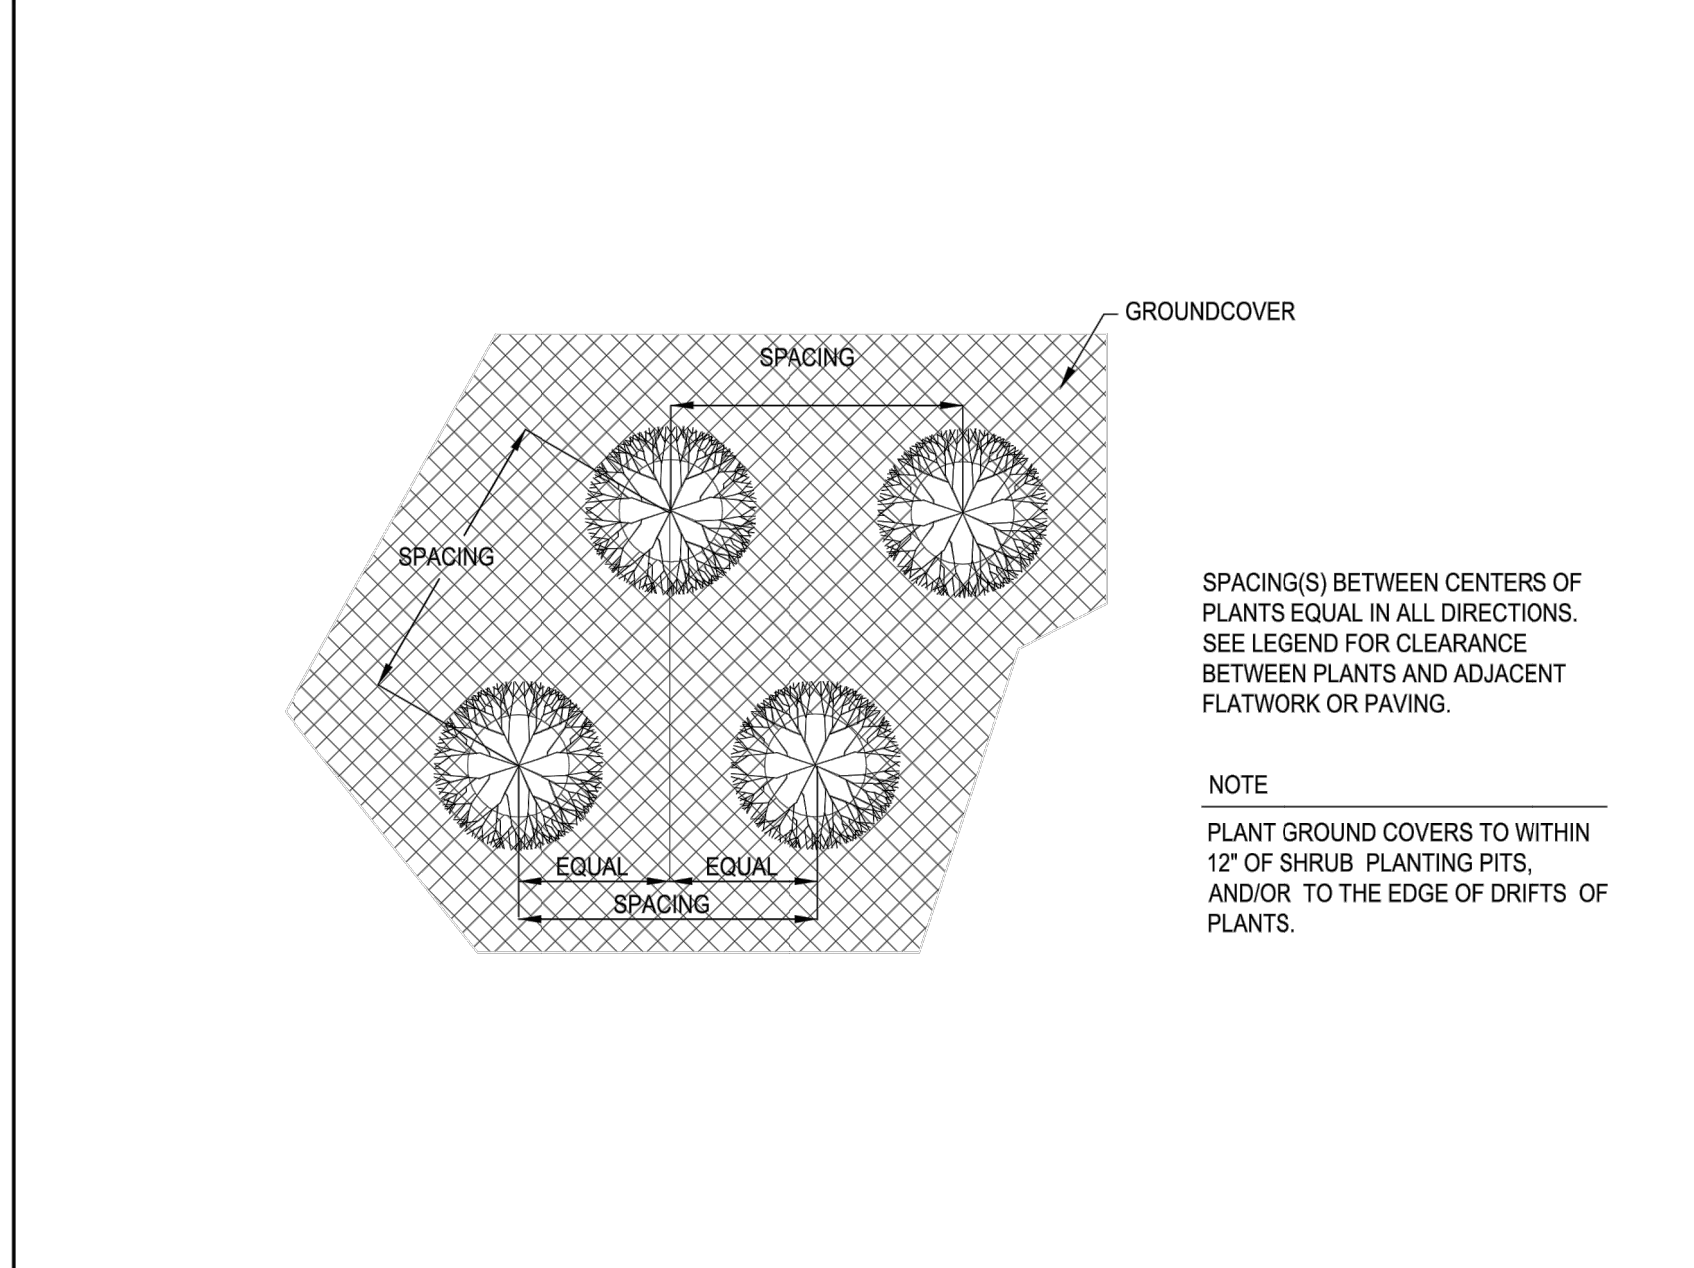 GROUNDCOVER
SPACING
SPACING
EQUAL
EQUAL
SPACING
SPACING(S) BETWEEN CENTERS OF
PLANTS EQUAL IN ALL DIRECTIONS.
SEE LEGEND FOR CLEARANCE
BETWEEN PLANTS AND ADJACENT
FLATWORK OR PAVING.
NOTE
PLANT GROUND COVERS TO WITHIN
12" OF SHRUB PLANTING PITS,
AND/OR TO THE EDGE OF DRIFTS OF
PLANTS.